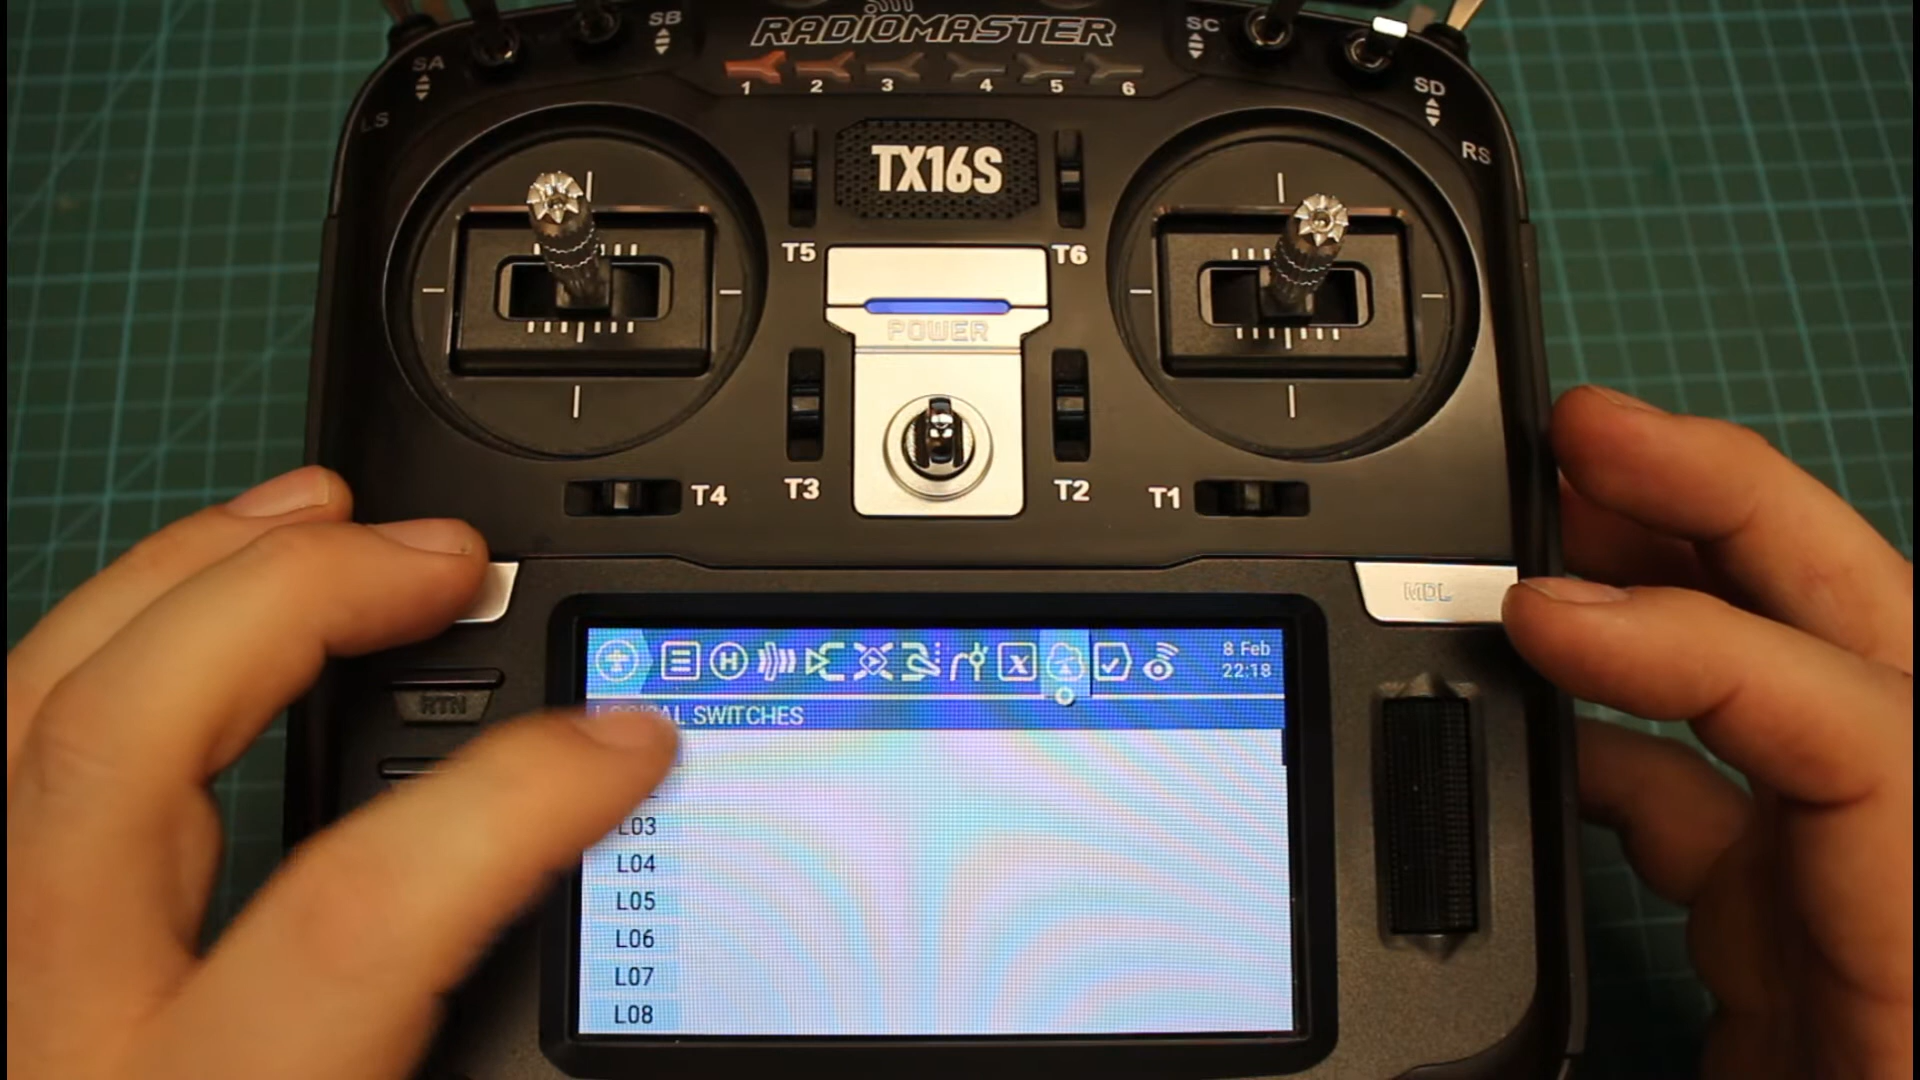 RADIOMASTER
SB
SC
SA
SD
1 2 3 4 5 6
LS
RS
TX16S
T5
T6
POWER
T4
T3
T2
T1
MDL
8 Feb
22:18
RTN
SWITCHES
L03
L04
L05
L06
L07
L08